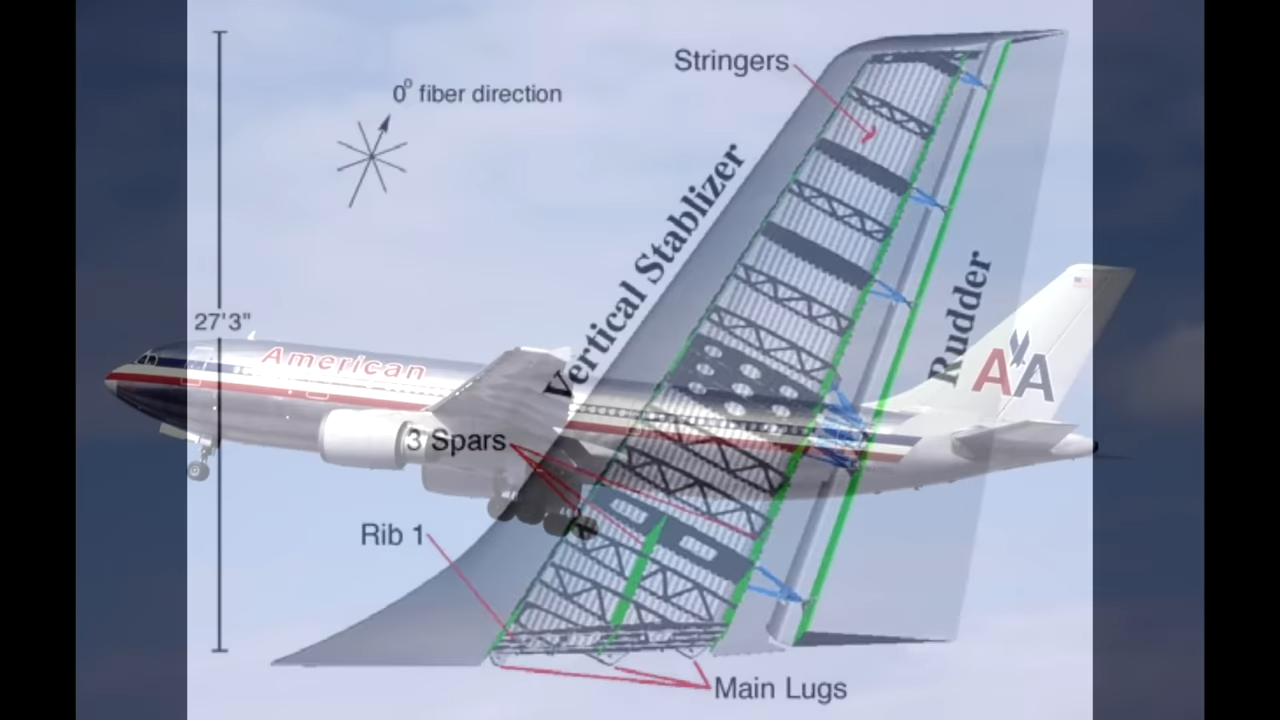 Stringers
0° fiber direction
Vertical Stablizer
Rudder
27'3"
American
AA
3 Spars
Rib 1
Main Lugs